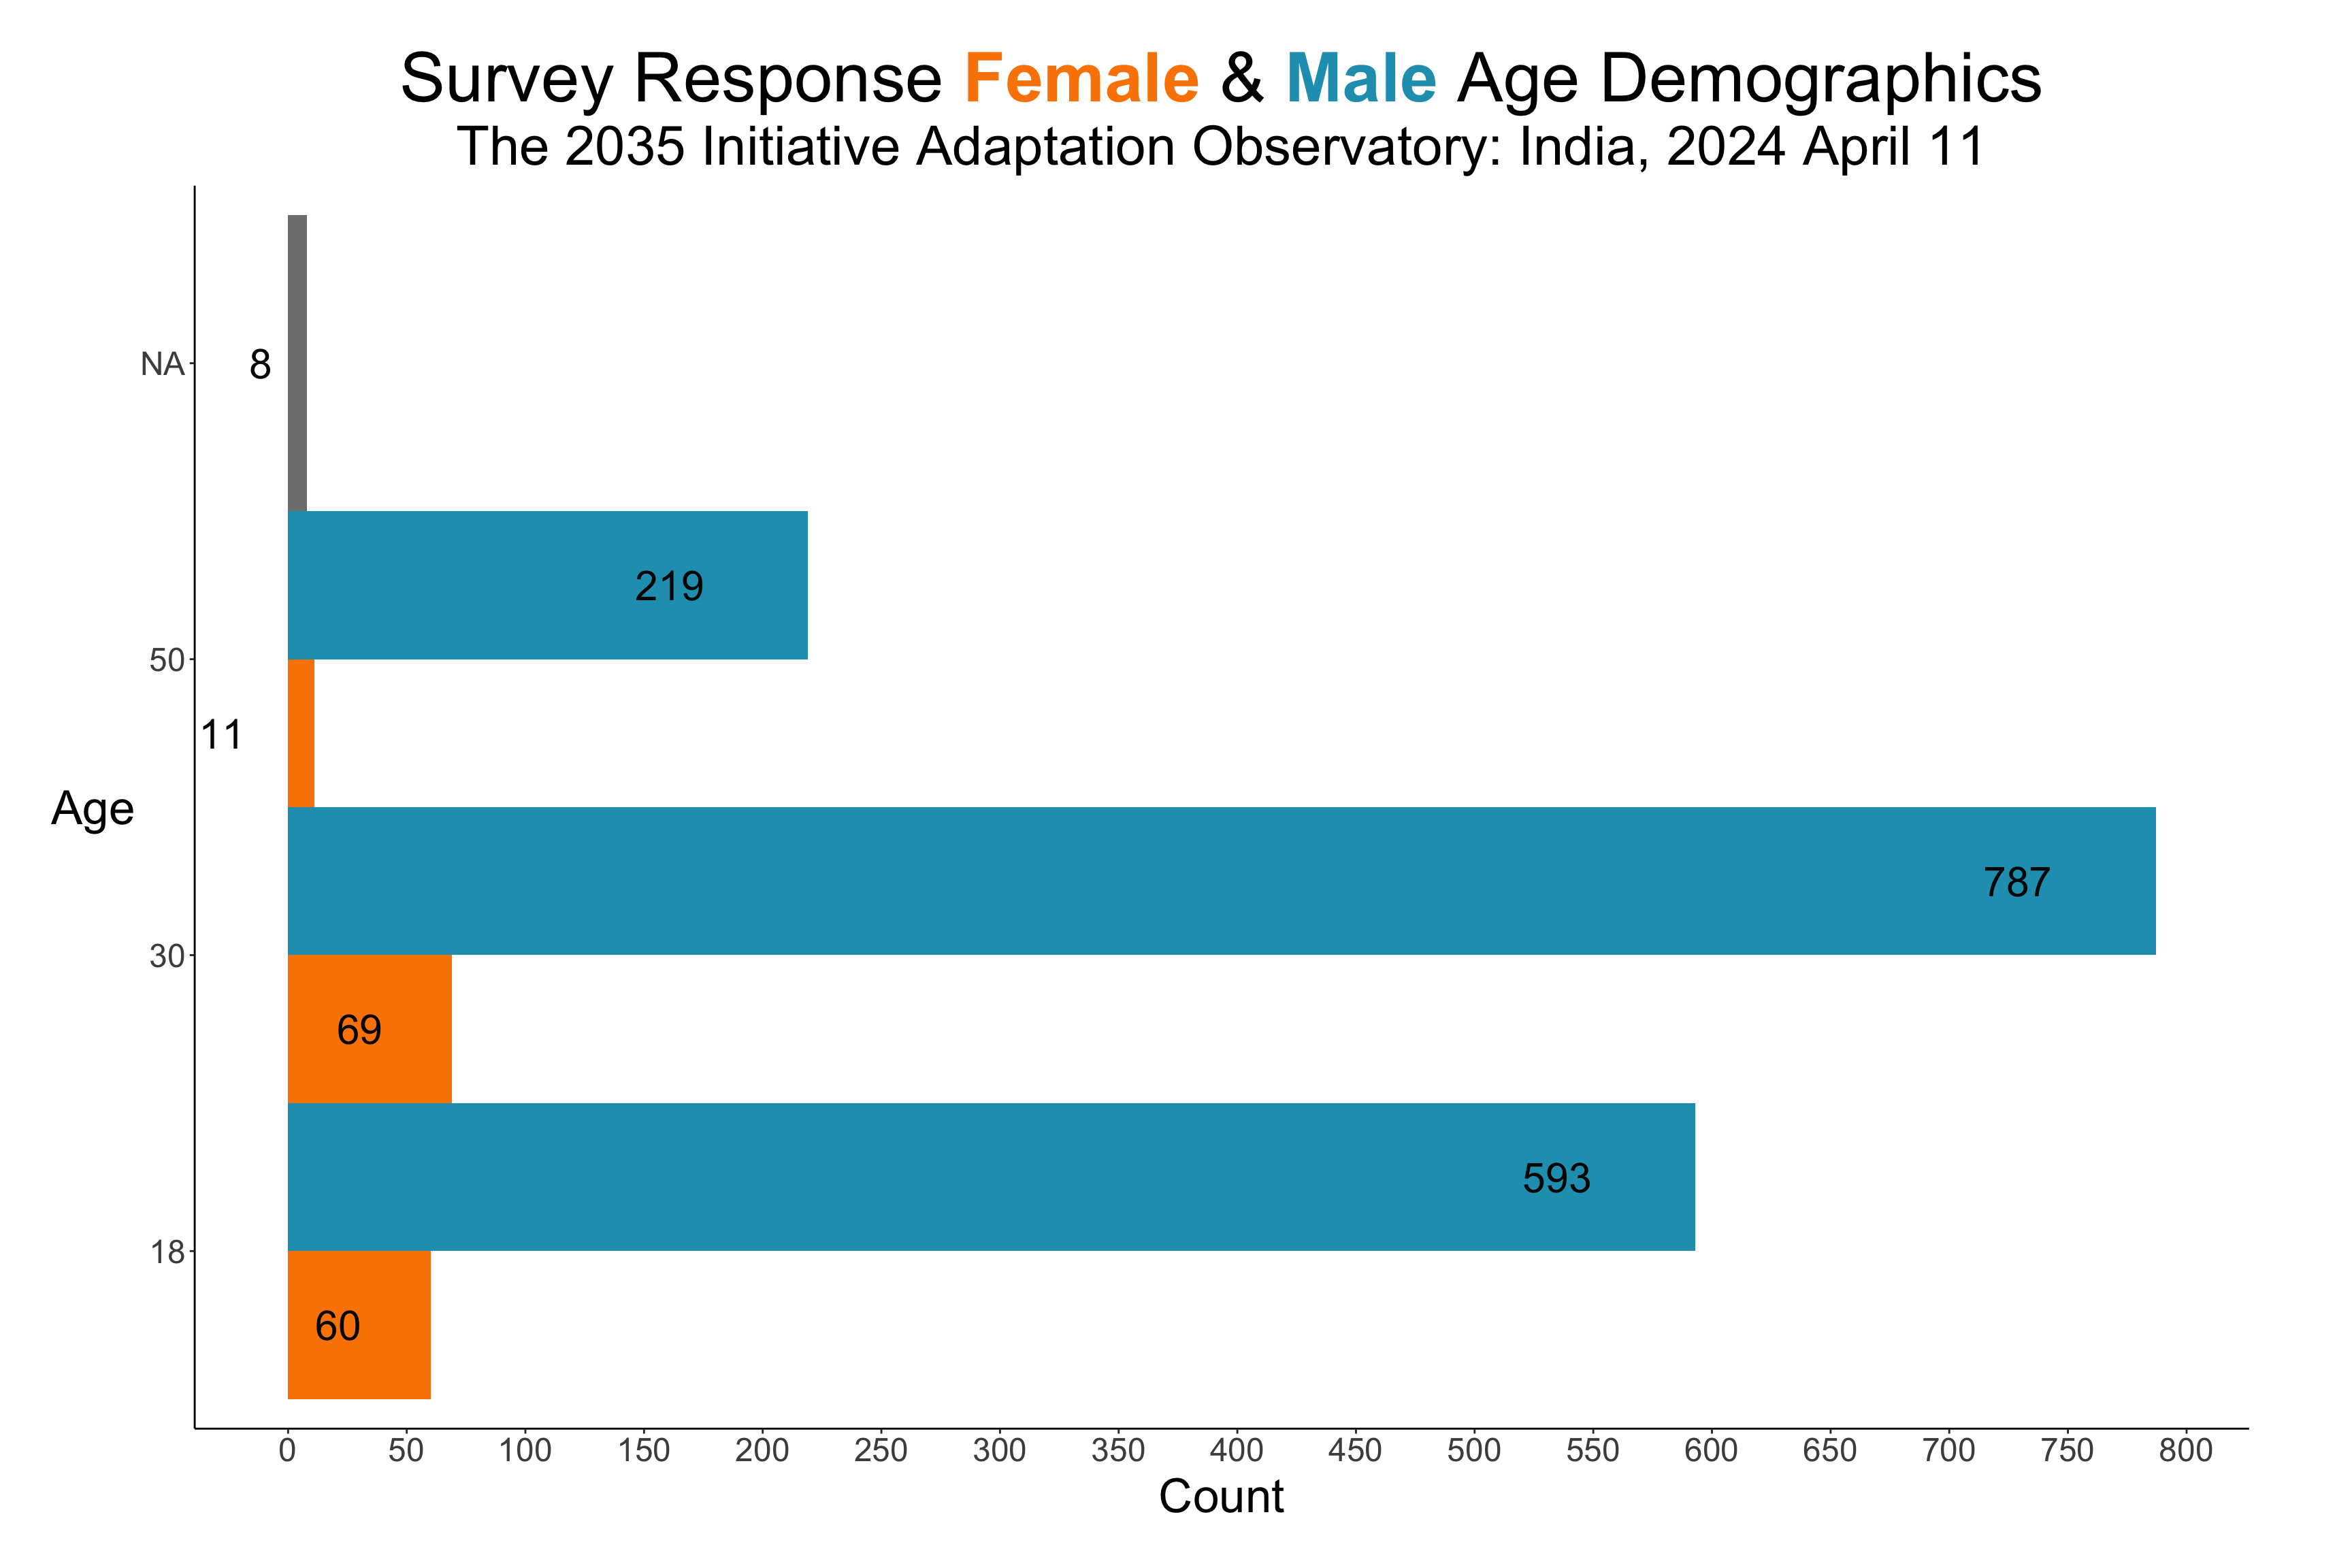 Survey Response Female & Male Age Demographics
The 2035 Initiative Adaptation Observatory: India, 2024 April 11
NA
8
219
50
11
Age
787
30
69
593
18
60
0 50 100 150 200 250 300 350 400 450 500 550 600 650 700 750 800
Count